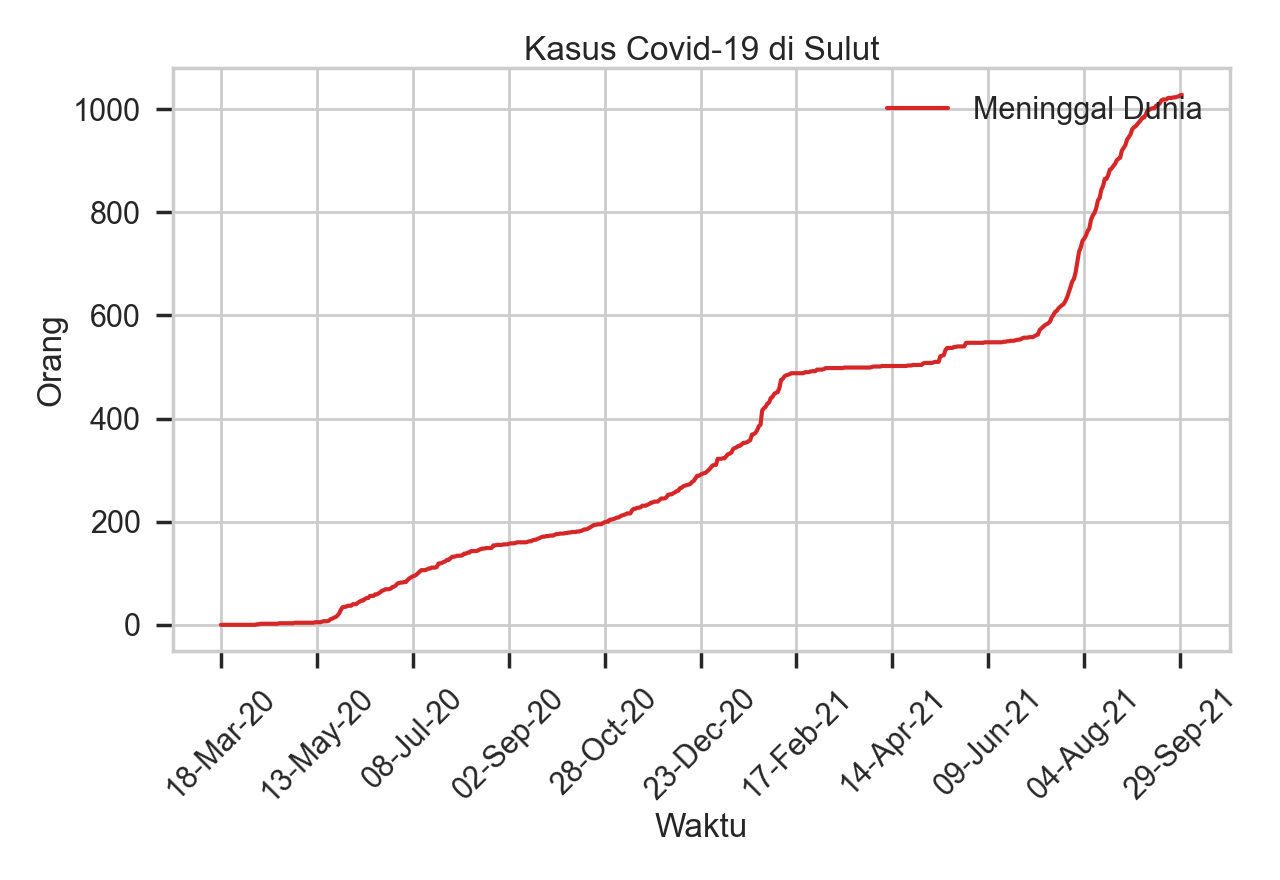 Kasus Covid-19 di Sulut
Meninggal Dunia
Orang
1000
800
600
400
200
0
18-Mar-20
13-May-20
08-Jul-20
02-Sep-20
28-Oct-20
23-Dec-20
17-Feb-21
14-Apr-21
09-Jun-21
04-Aug-21
29-Sep-21
Waktu